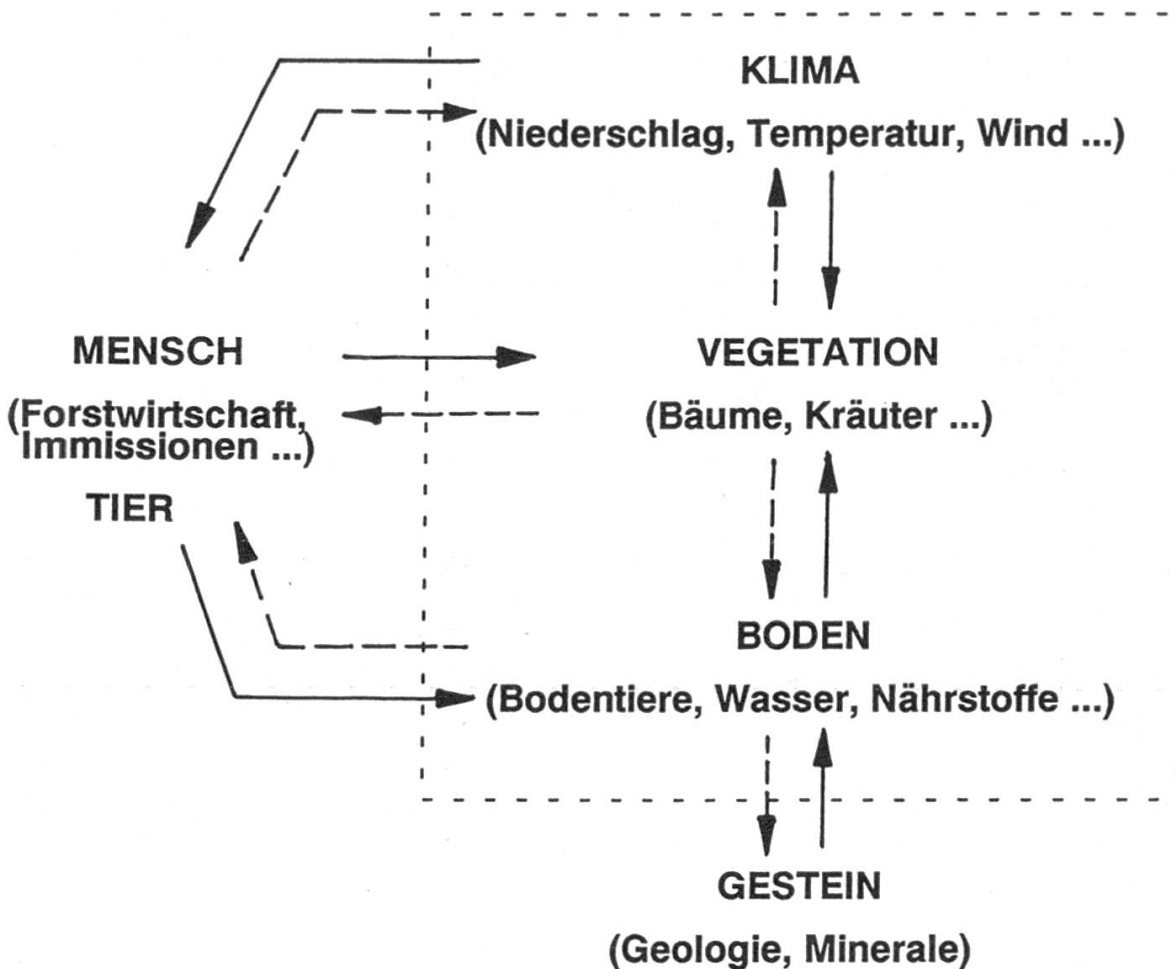 KLIMA
(Niederschlag, Temperatur, Wind ...)
MENSCH
(Forstwirtschaft,
Immissionen ...)
TIER
VEGETATION
(Bäume, Kräuter ...)
BODEN
(Bodentiere, Wasser, Nährstoffe ...)
GESTEIN
(Geologie, Minerale)